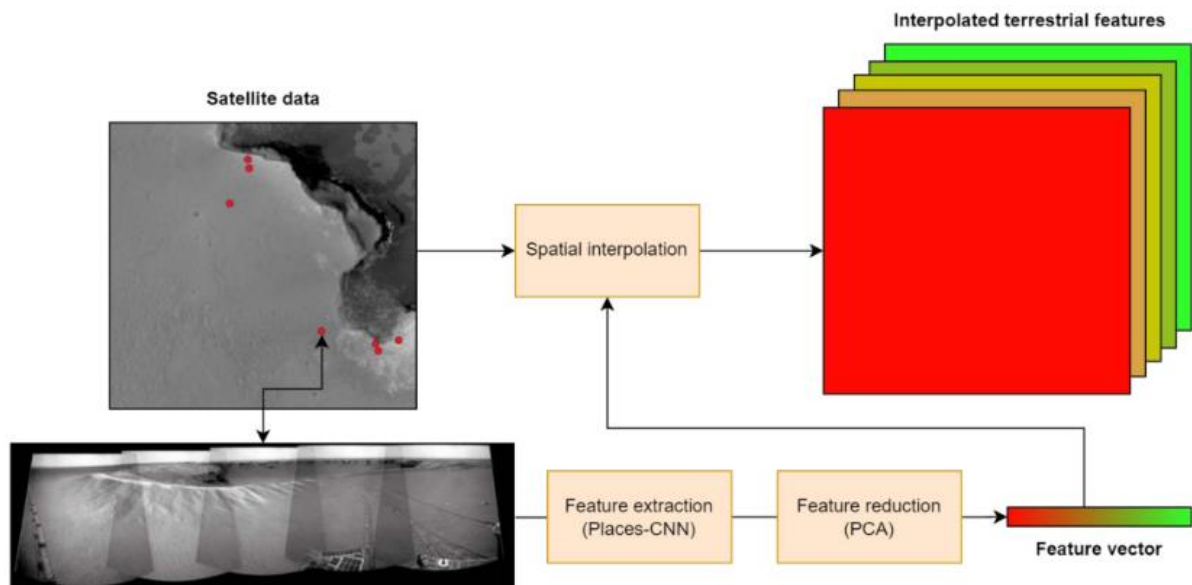 Interpolated terrestrial features
Satellite data
Spatial interpolation
Feature extraction
(Places-CNN)
Feature reduction
(PCA)
Feature vector